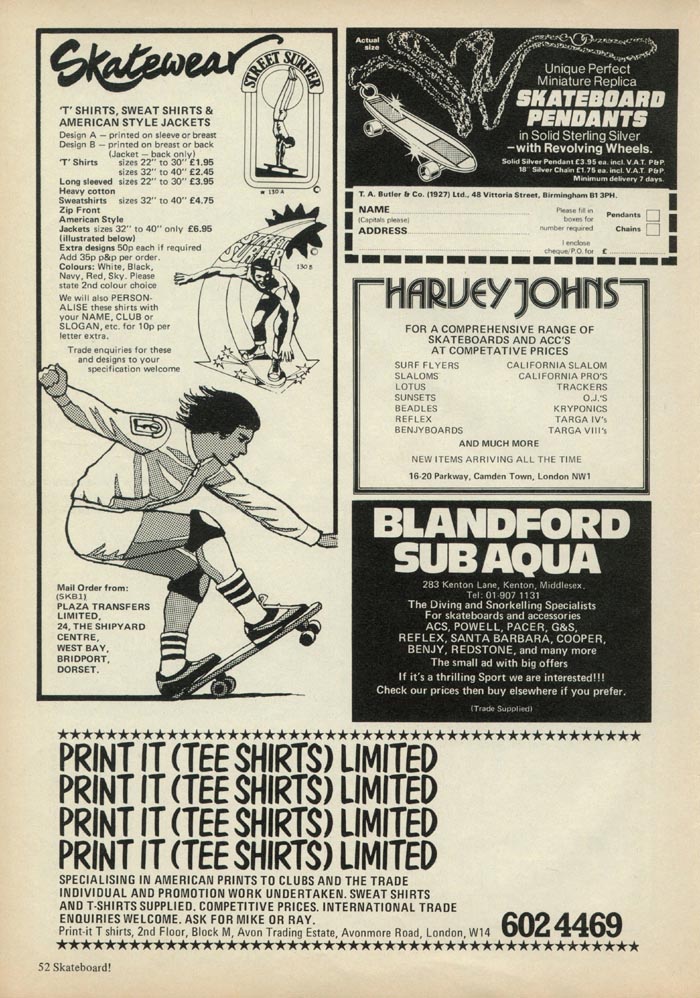 Skatewear
STREET SURFER
'T' SHIRTS, SWEAT SHIRTS &
AMERICAN STYLE JACKETS
Design A — printed on sleeve or breast
Design B — printed on breast or back
(Jacket — back only)
'T' Shirts sizes 22" to 30" £1.95
sizes 32" to 40" £2.45
Long sleeved sizes 22" to 30" £3.95
Heavy cotton
Sweatshirts sizes 32" to 40" £4.75
Zip Front
American Style
Jackets sizes 32" to 40" only £6.95
(illustrated below)
Extra designs 50p each if required
Add 35p p&p per order.
Colours: White, Black,
Navy, Red, Sky. Please
state 2nd colour choice
We will also PERSON-
ALISE these shirts with
your NAME, CLUB or
SLOGAN, etc. for 10p per
letter extra.
Trade enquiries for these
and designs to your
specification welcome
W 130 A
STREET SURFER
130 B
Mail Order from:
(SKB1)
PLAZA TRANSFERS
LIMITED,
24, THE SHIPYARD
CENTRE,
WEST BAY,
BRIDPORT,
DORSET.
Actual
size
Unique Perfect
Miniature Replica
SKATEBOARD
PENDANTS
in Solid Sterling Silver
—with Revolving Wheels.
Solid Silver Pendant £3.95 ea. incl. V.A.T. P&P.
18" Silver Chain £1.75 ea. incl. V.A.T. P&P.
Minimum delivery 7 days.
T. A. Butler & Co. (1927) Ltd., 48 Vittoria Street, Birmingham B1 3PH.
NAME
(Capitals please)
ADDRESS
Please fill in
boxes for
number required
Pendants
Chains
I enclose
cheque/P.O. for £
HARVEY JOHNS
FOR A COMPREHENSIVE RANGE OF
SKATEBOARDS AND ACC'S
AT COMPETATIVE PRICES
SURF FLYERS CALIFORNIA SLALOM
SLALOMS CALIFORNIA PRO'S
LOTUS TRACKERS
SUNSETS O.J.'S
BEADLES KRYPONICS
REFLEX TARGA IV's
BENJYBOARDS TARGA VIII's
AND MUCH MORE
NEW ITEMS ARRIVING ALL THE TIME
16-20 Parkway, Camden Town, London NW1
BLANDFORD
SUB AQUA
283 Kenton Lane, Kenton, Middlesex.
Tel: 01-907 1131
The Diving and Snorkelling Specialists
For skateboards and accessories
ACS, POWELL, PACER, G&S,
REFLEX, SANTA BARBARA, COOPER,
BENJY, REDSTONE, and many more
The small ad with big offers
If it's a thrilling Sport we are interested!!!
Check our prices then buy elsewhere if you prefer.
(Trade Supplied)
PRINT IT (TEE SHIRTS) LIMITED
PRINT IT (TEE SHIRTS) LIMITED
PRINT IT (TEE SHIRTS) LIMITED
PRINT IT (TEE SHIRTS) LIMITED
SPECIALISING IN AMERICAN PRINTS TO CLUBS AND THE TRADE
INDIVIDUAL AND PROMOTION WORK UNDERTAKEN. SWEAT SHIRTS
AND T-SHIRTS SUPPLIED. COMPETITIVE PRICES. INTERNATIONAL TRADE
ENQUIRIES WELCOME. ASK FOR MIKE OR RAY.
Print-it T shirts, 2nd Floor, Block M, Avon Trading Estate, Avonmore Road, London, W14 602 4469
52 Skateboard!